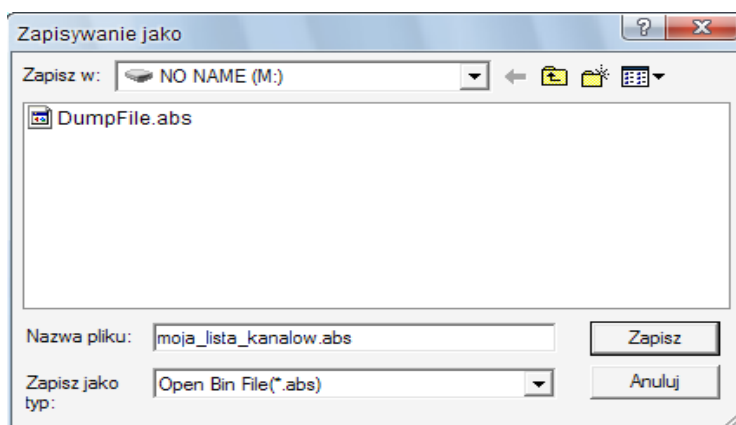 Zapisywanie jako
Zapisz w: NO NAME (M:)
DumpFile.abs
Nazwa pliku: moja_lista_kanalow.abs Zapisz
Zapisz jako typ: Open Bin File(*.abs) Anuluj